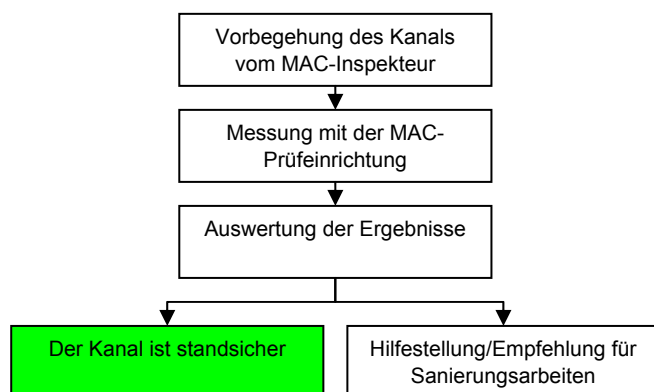 Vorbegehung des Kanals
vom MAC-Inspekteur
Messung mit der MAC-
Prüfeinrichtung
Auswertung der Ergebnisse
Der Kanal ist standsicher
Hilfestellung/Empfehlung für
Sanierungsarbeiten